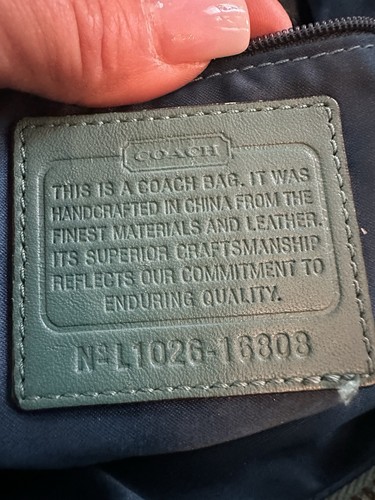 COACH
THIS IS A COACH BAG. IT WAS
HANDCRAFTED IN CHINA FROM THE
FINEST MATERIALS AND LEATHER.
ITS SUPERIOR CRAFTSMANSHIP
REFLECTS OUR COMMITMENT TO
ENDURING QUALITY.
Nº L1026-16808